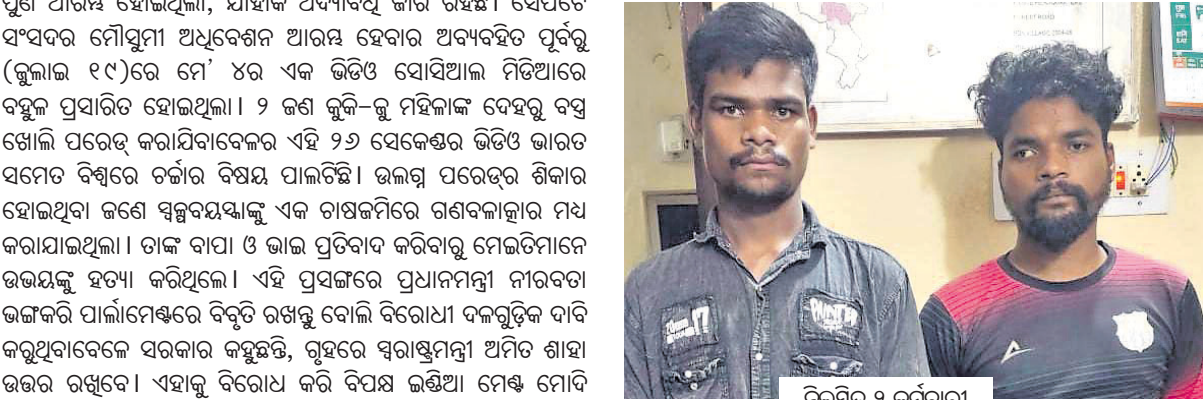 ପୁଣି ଆରମ୍ଭ ହୋଇଥିଲା, ଯାହାକି ଅଦ୍ୟାବଧି ଜାରି ରହିଛି। ସେପଟେ
ସଂସଦର ମୌସୁମୀ ଅଧିବେଶନ ଆରମ୍ଭ ହେବାର ଅବ୍ୟବହିତ ପୂର୍ବରୁ
(ଜୁଲାଇ ୧୯)ରେ ମେ’ ୪ର ଏକ ଭିଡିଓ ସୋସିଆଲ ମିଡିଆରେ
ବହୁଳ ପ୍ରସାରିତ ହୋଇଥିଲା। ୨ ଜଣ କୁକି-ଜୁ ମହିଳାଙ୍କ ଦେହରୁ ବସ୍ତ୍ର
ଖୋଲି ପରେଡ୍ କରାଯିବାବେଳର ଏହି ୨୬ ସେକେଣ୍ଡର ଭିଡିଓ ଭାରତ
ସମେତ ବିଶ୍ୱରେ ଚର୍ଚ୍ଚାର ବିଷୟ ପାଲଟିଛି। ଉଲଗ୍ନ ପରେଡ୍‌ର ଶିକାର
ହୋଇଥିବା ଜଣେ ସ୍ୱଳ୍ପବୟସ୍କାଙ୍କୁ ଏକ ଚାଷଜମିରେ ଗଣବଳାତ୍କାର ମଧ୍ୟ
କରାଯାଇଥିଲା। ତାଙ୍କ ବାପା ଓ ଭାଇ ପ୍ରତିବାଦ କରିବାରୁ ମେଇତିମାନେ
ଉଭୟଙ୍କୁ ହତ୍ୟା କରିଥିଲେ। ଏହି ପ୍ରସଙ୍ଗରେ ପ୍ରଧାନମନ୍ତ୍ରୀ ନୀରବତା
ଭଙ୍ଗକରି ପାର୍ଲାମେଣ୍ଟରେ ବିବୃତି ରଖନ୍ତୁ ବୋଲି ବିରୋଧୀ ଦଳଗୁଡ଼ିକ ଦାବି
କରୁଥିବାବେଳେ ସରକାର କହୁଛନ୍ତି, ଗୃହରେ ସ୍ୱରାଷ୍ଟ୍ରମନ୍ତ୍ରୀ ଅମିତ ଶାହା
ଉତ୍ତର ରଖିବେ। ଏହାକୁ ବିରୋଧ କରି ବିପକ୍ଷ ଇଣ୍ଡିଆ ମେଣ୍ଟ ମୋଦି